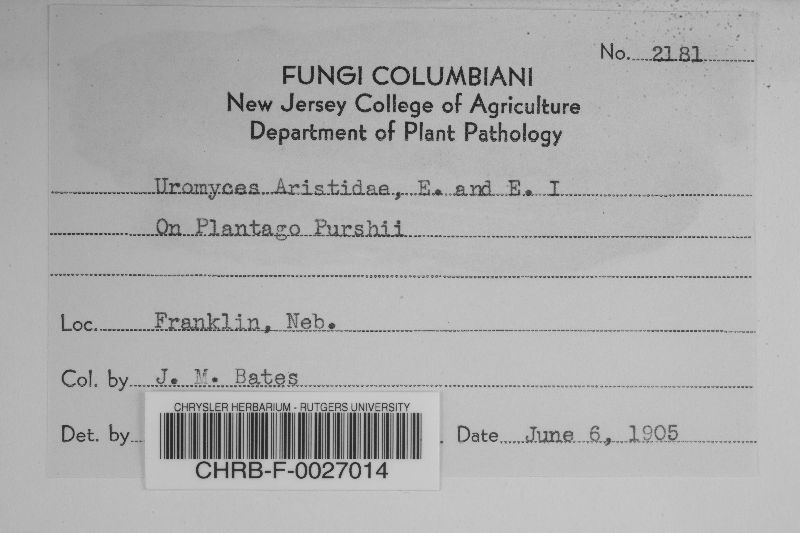 No. 2181
FUNGI COLUMBIANI
New Jersey College of Agriculture
Department of Plant Pathology
Uromyces Aristidae, E. and E. I
On Plantago Purshii
Loc. Franklin, Neb.
Col. by J. M. Bates
Det. by
Date June 6, 1905
CHRYSLER HERBARIUM - RUTGERS UNIVERSITY
CHRB-F-0027014